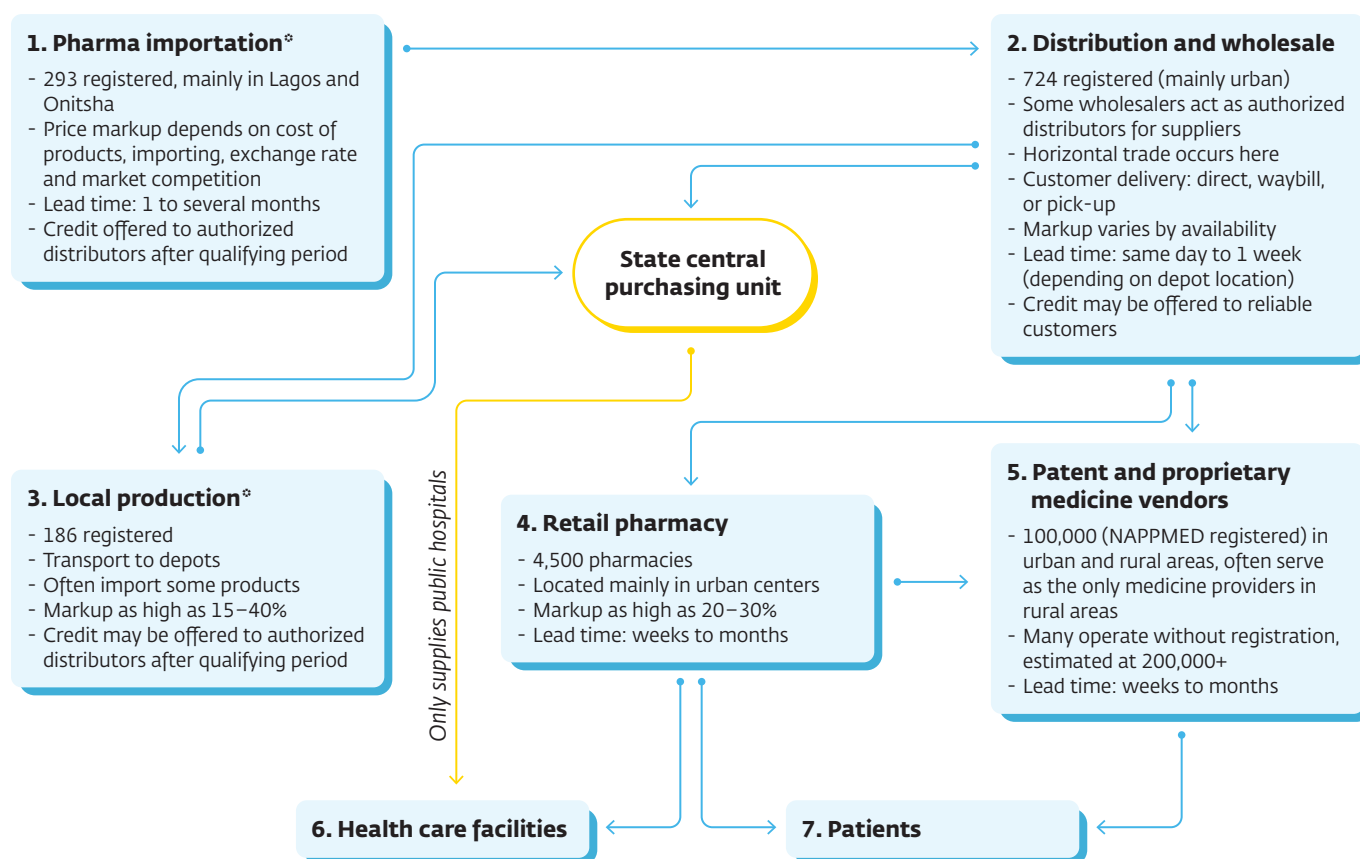 1. Pharma importation*
- 293 registered, mainly in Lagos and
Onitsha
- Price markup depends on cost of
products, importing, exchange rate
and market competition
- Lead time: 1 to several months
- Credit offered to authorized
distributors after qualifying period
2. Distribution and wholesale
- 724 registered (mainly urban)
- Some wholesalers act as authorized
distributors for suppliers
- Horizontal trade occurs here
- Customer delivery: direct, waybill,
or pick-up
- Markup varies by availability
- Lead time: same day to 1 week
(depending on depot location)
- Credit may be offered to reliable
customers
State central
purchasing unit
3. Local production*
- 186 registered
- Transport to depots
- Often import some products
- Markup as high as 15–40%
- Credit may be offered to authorized
distributors after qualifying period
Only supplies public hospitals
4. Retail pharmacy
- 4,500 pharmacies
- Located mainly in urban centers
- Markup as high as 20–30%
- Lead time: weeks to months
5. Patent and proprietary
medicine vendors
- 100,000 (NAPPMED registered) in
urban and rural areas, often serve
as the only medicine providers in
rural areas
- Many operate without registration,
estimated at 200,000+
- Lead time: weeks to months
6. Health care facilities
7. Patients